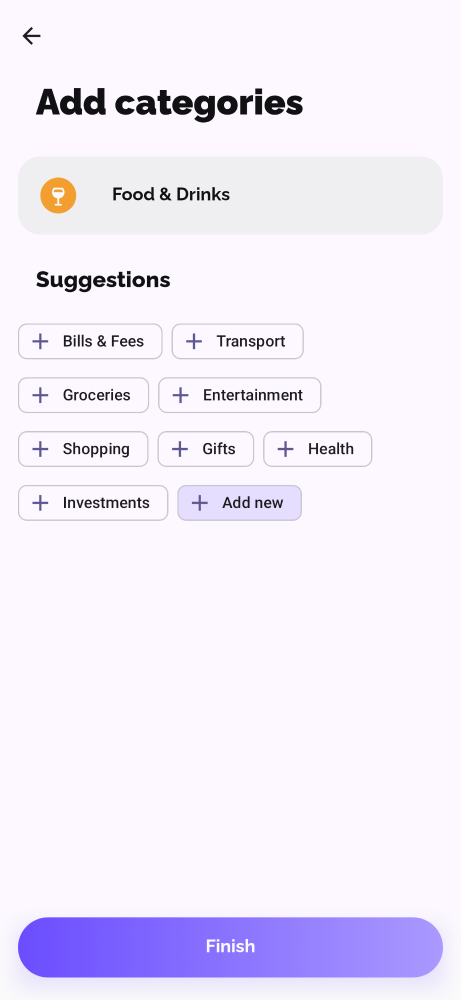 Add categories
Food & Drinks
Suggestions
Bills & Fees
Transport
Groceries
Entertainment
Shopping
Gifts
Health
Investments
Add new
Finish